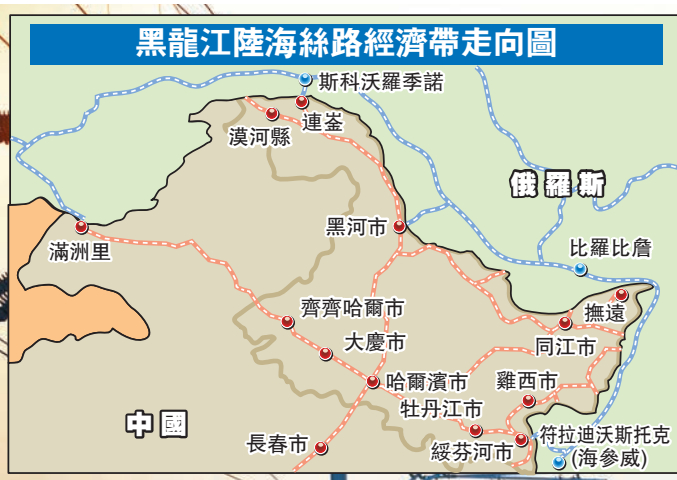 黑龍江陸海絲路經濟帶走向圖
斯科沃羅季諾
連崟
漠河縣
俄羅斯
黑河市
滿洲里
比羅比詹
齊齊哈爾市
撫遠
同江市
大慶市
哈爾濱市
雞西市
牡丹江市
中國
長春市
綏芬河市
符拉迪沃斯托克
(海參威)